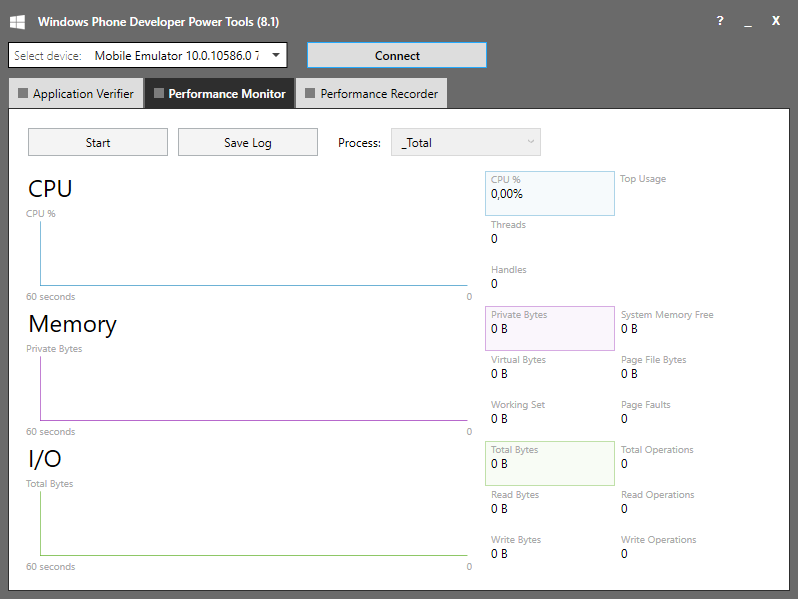 Windows Phone Developer Power Tools (8.1)
? _ X
Select device: Mobile Emulator 10.0.10586.0 7
Connect
Application Verifier
Performance Monitor
Performance Recorder
Start
Save Log
Process: _Total
CPU
CPU %
60 seconds 0
CPU %
0,00%
Top Usage
Threads
0
Handles
0
Memory
Private Bytes
60 seconds 0
Private Bytes
0 B
System Memory Free
0 B
Virtual Bytes
0 B
Page File Bytes
0 B
Working Set
0 B
Page Faults
0
I/O
Total Bytes
60 seconds 0
Total Bytes
0 B
Total Operations
0
Read Bytes
0 B
Read Operations
0
Write Bytes
0 B
Write Operations
0